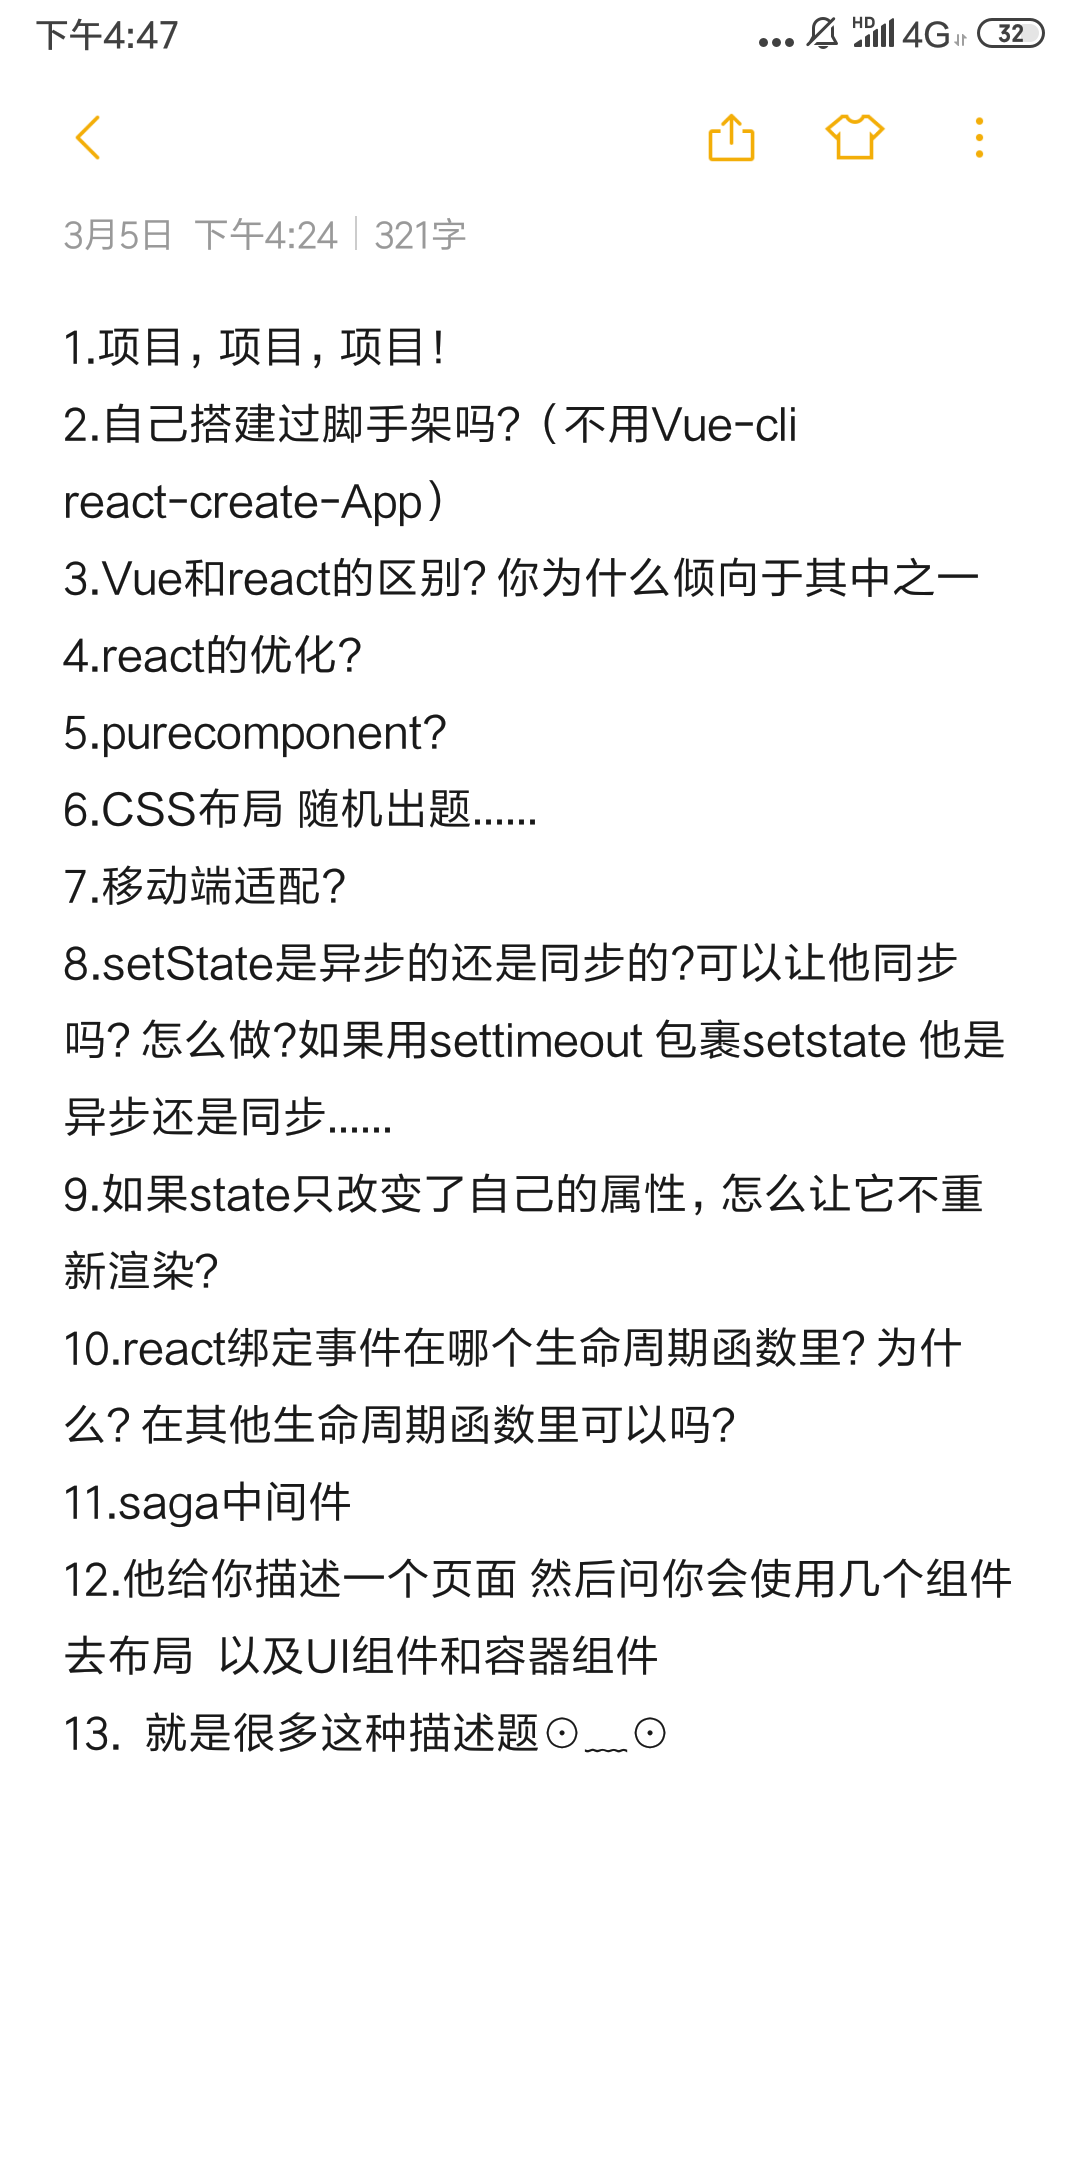 下午4:47
HD 4G 32
3月5日 下午4:24 | 321字
1.项目，项目，项目！
2.自己搭建过脚手架吗？（不用Vue-cli
react-create-App）
3.Vue和react的区别？你为什么倾向于其中之一
4.react的优化？
5.purecomponent？
6.CSS布局 随机出题……
7.移动端适配？
8.setState是异步的还是同步的?可以让他同步
吗？怎么做?如果用settimeout 包裹setstate 他是
异步还是同步……
9.如果state只改变了自己的属性，怎么让它不重
新渲染？
10.react绑定事件在哪个生命周期函数里？为什
么？在其他生命周期函数里可以吗？
11.saga中间件
12.他给你描述一个页面 然后问你会使用几个组件
去布局  以及UI组件和容器组件
13.  就是很多这种描述题⊙﹏⊙